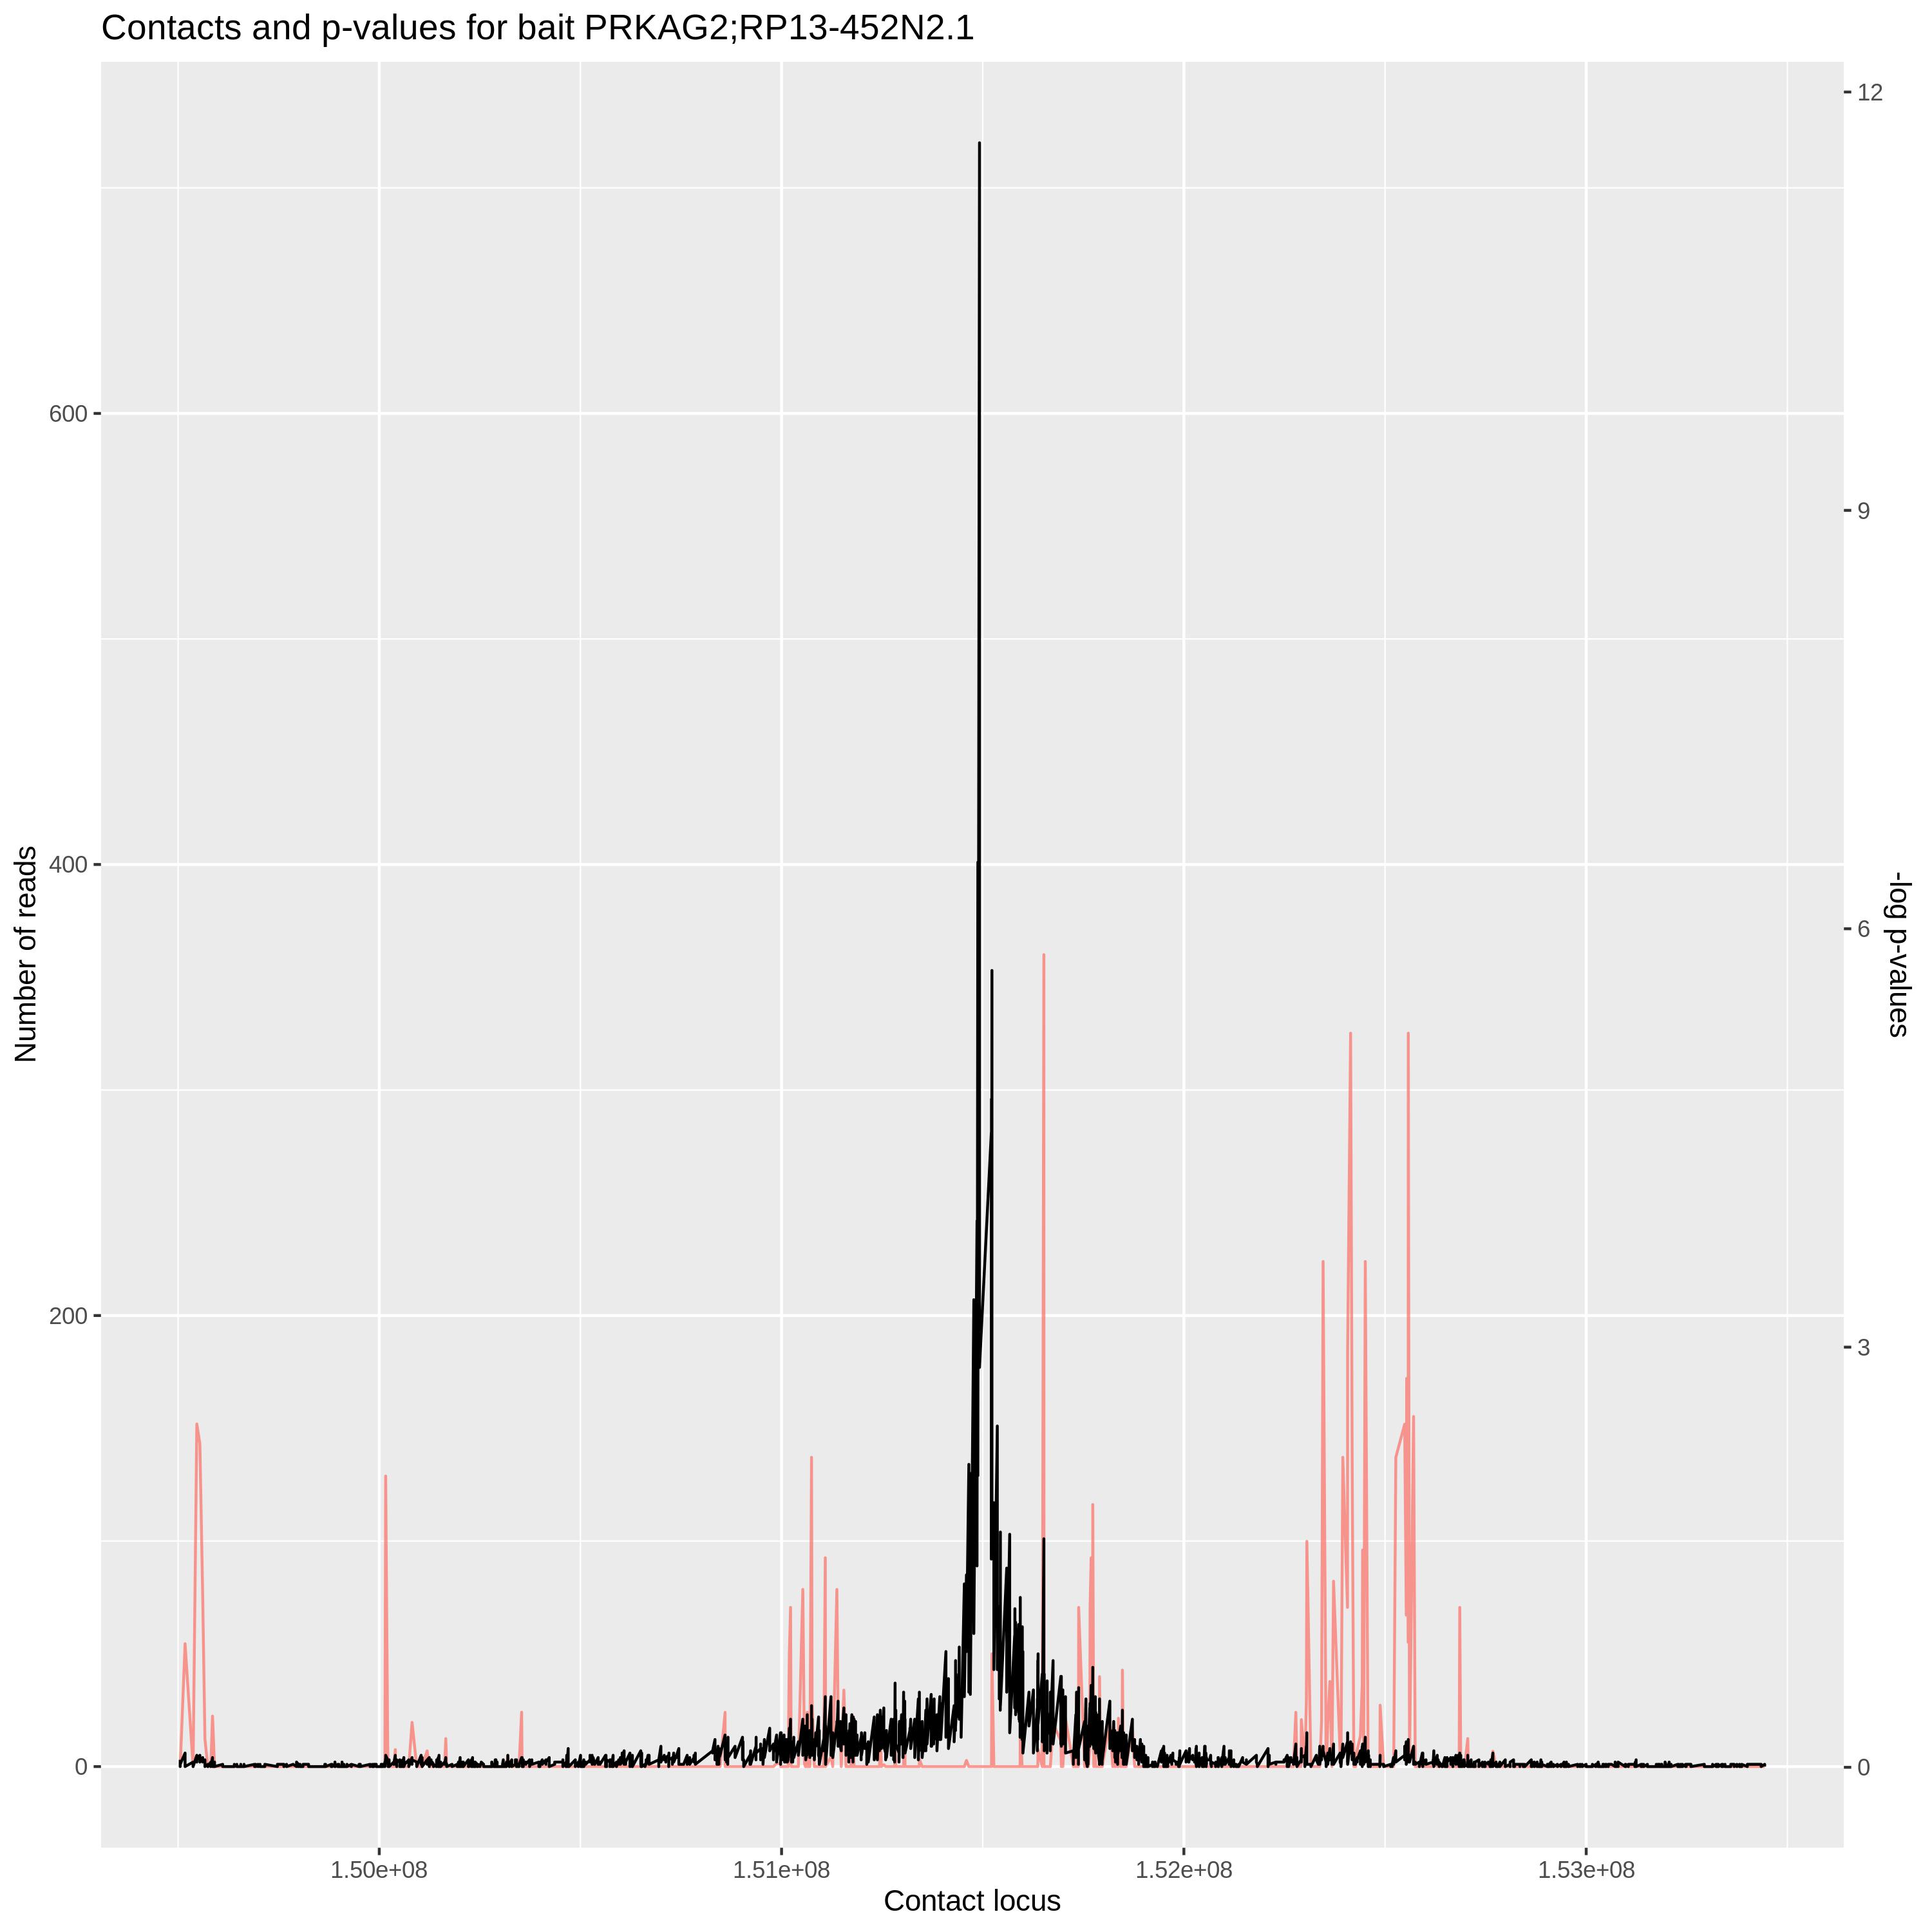 Contacts and p-values for bait PRKAG2;RP13-452N2.1
Number of reads
600
400
200
0
12
9
6
3
0
-log p-values
1.50e+08
1.51e+08
1.52e+08
1.53e+08
Contact locus